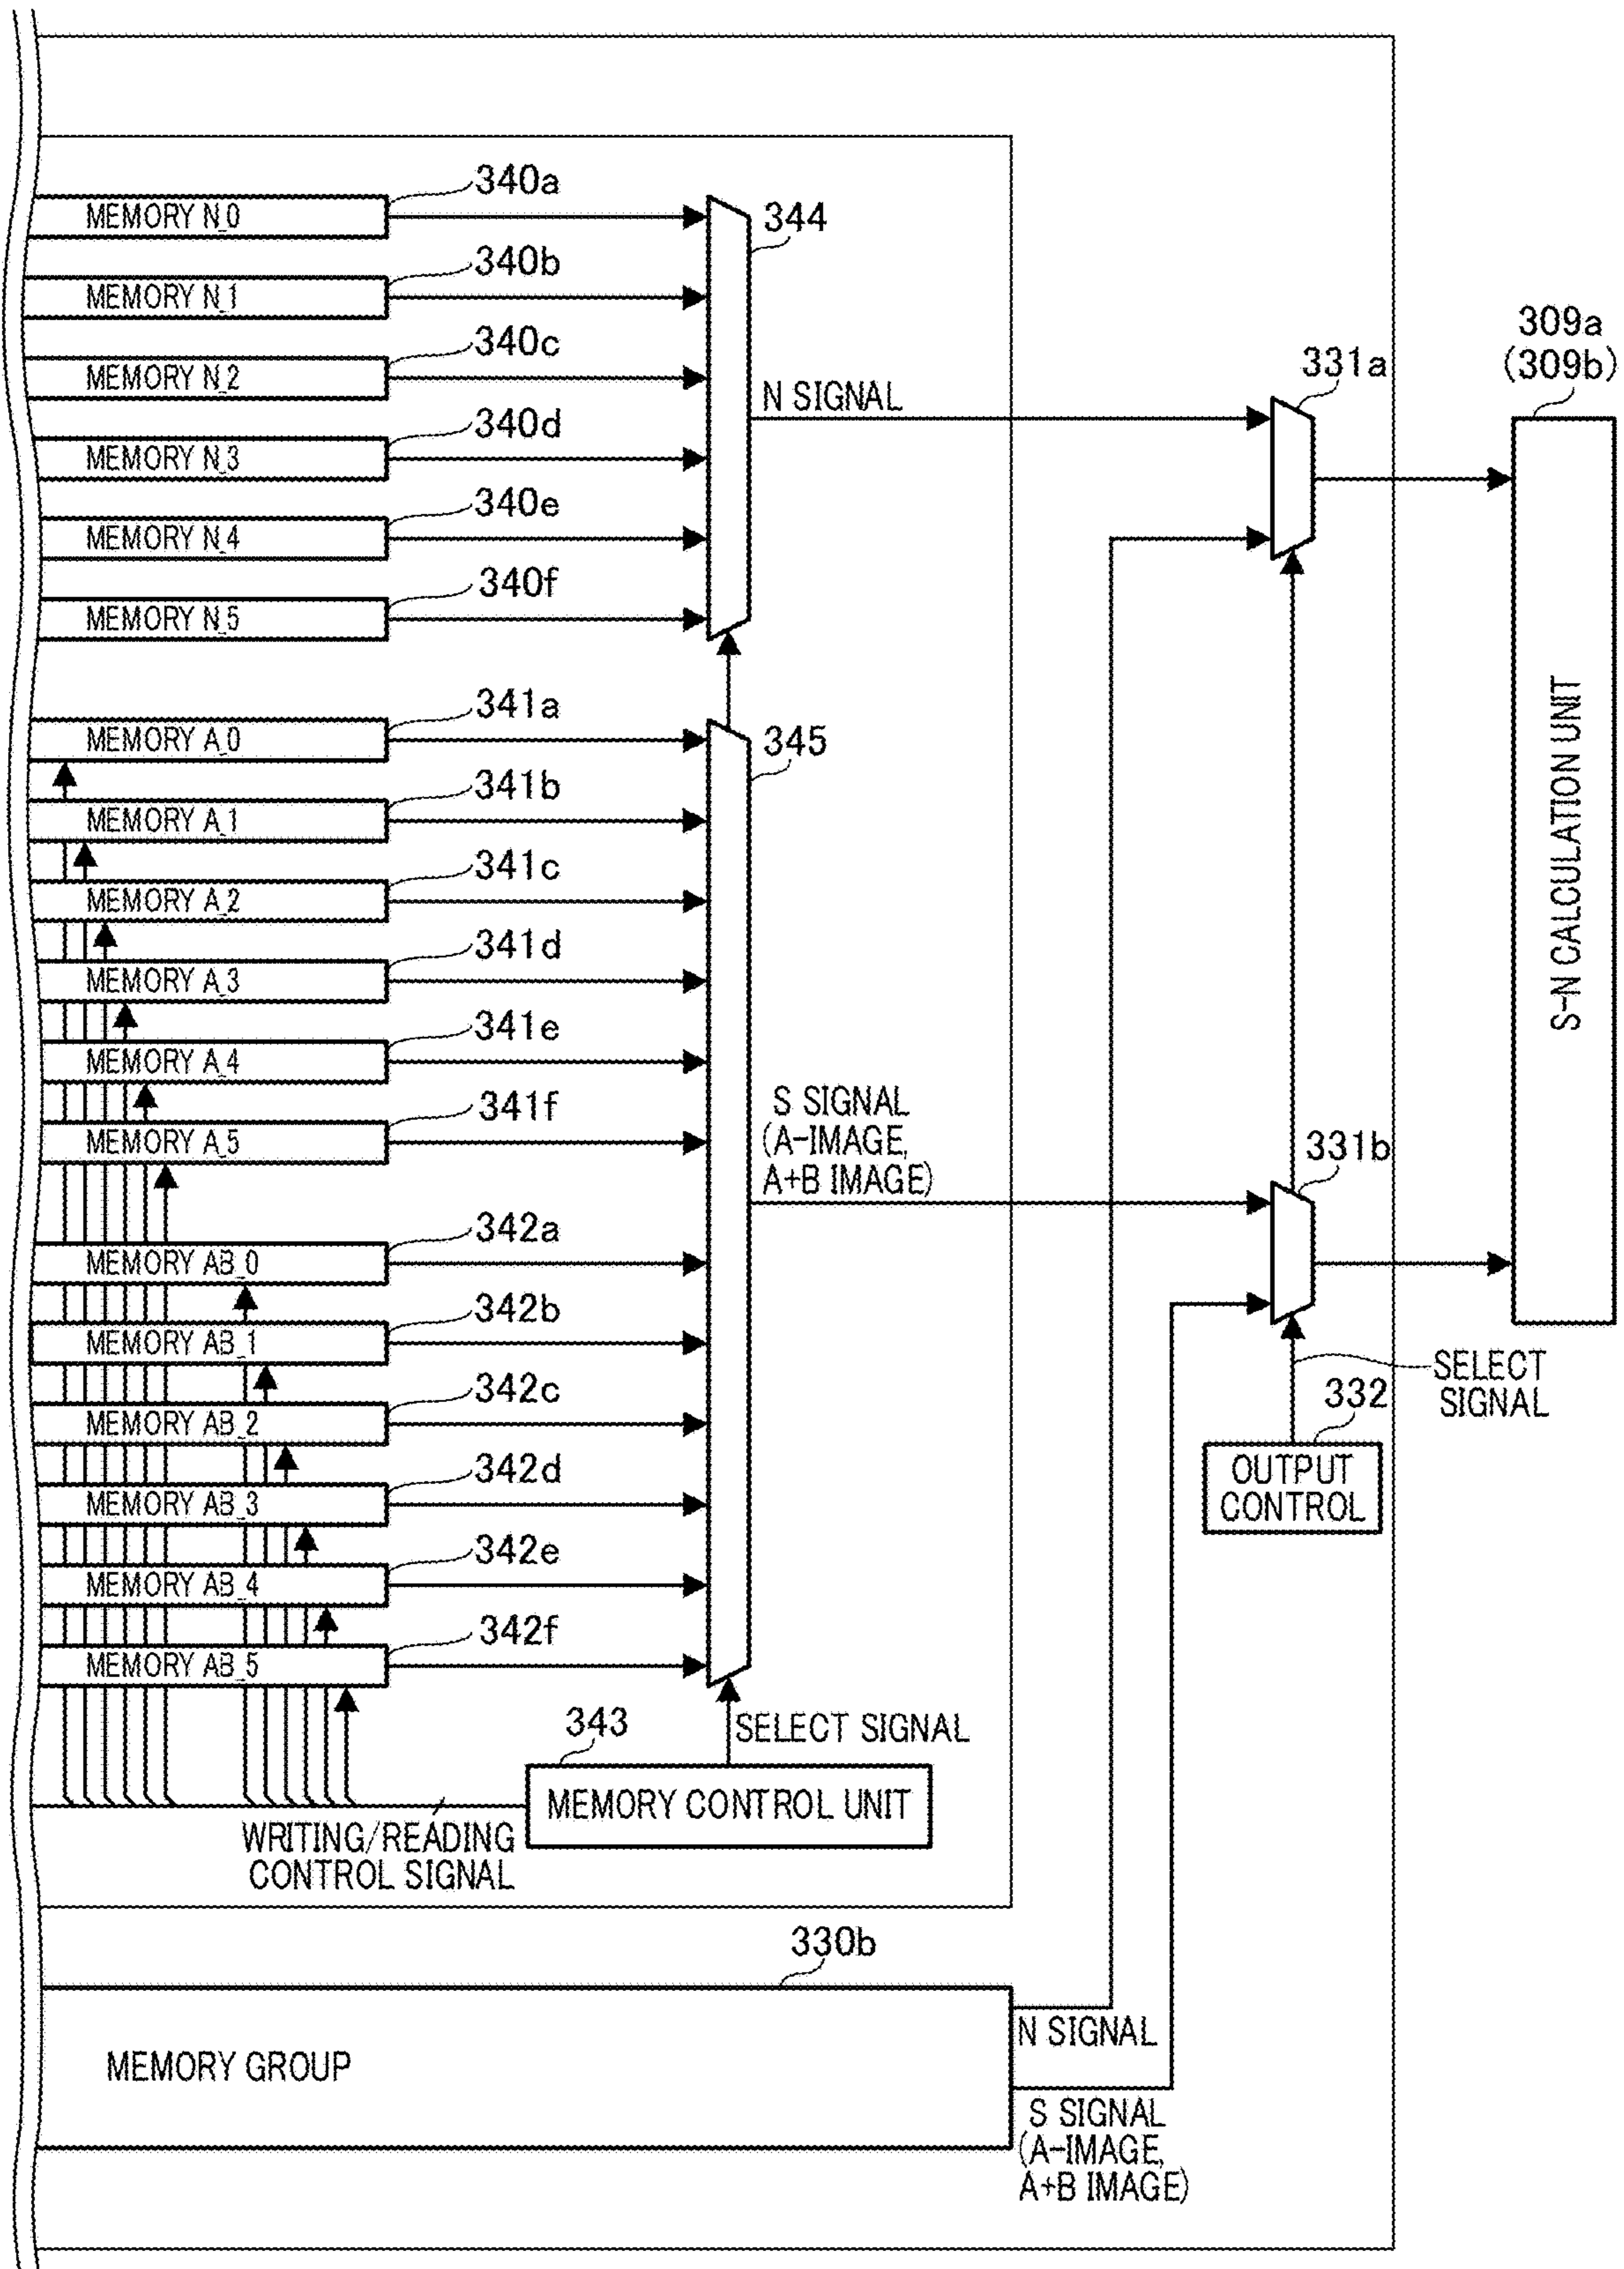 340a
MEMORY N_0
344
340b
MEMORY N_1
340c
MEMORY N_2
340d
MEMORY N_3
340e
MEMORY N_4
340f
MEMORY N_5
N SIGNAL
331a
309a
(309b)
S-N CALCULATION UNIT
341a
MEMORY A_0
345
341b
MEMORY A_1
341c
MEMORY A_2
341d
MEMORY A_3
341e
MEMORY A_4
341f
MEMORY A_5
S SIGNAL
(A-IMAGE,
A+B IMAGE)
331b
342a
MEMORY AB_0
342b
MEMORY AB_1
342c
MEMORY AB_2
342d
MEMORY AB_3
342e
MEMORY AB_4
342f
MEMORY AB_5
SELECT
SIGNAL
332
OUTPUT
CONTROL
343
SELECT SIGNAL
MEMORY CONTROL UNIT
WRITING/READING
CONTROL SIGNAL
330b
MEMORY GROUP
N SIGNAL
S SIGNAL
(A-IMAGE,
A+B IMAGE)